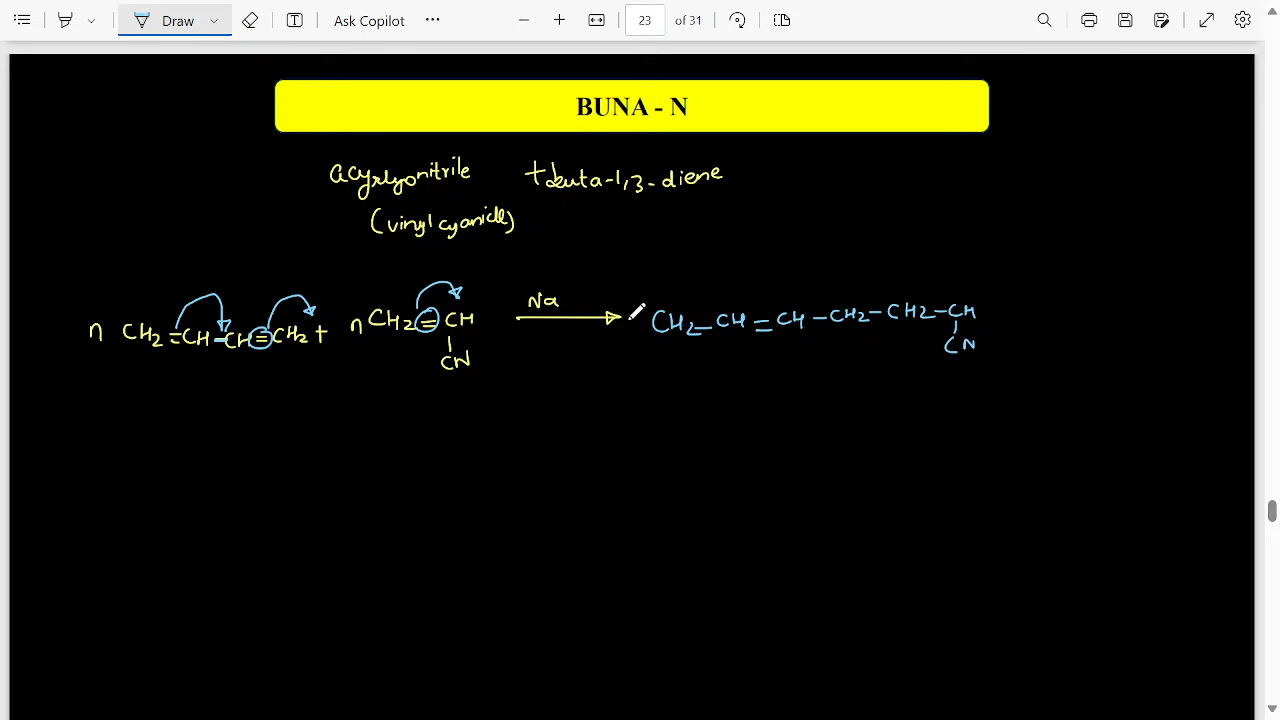 Draw
Ask Copilot
23 of 31
BUNA - N
acyrlyonitrile + buta-1,3-diene
(vinyl cyanide)
n CH2=CH-CH=CH2 + n CH2=CH Na CH2-CH=CH-CH2-CH2-CH
CN CN